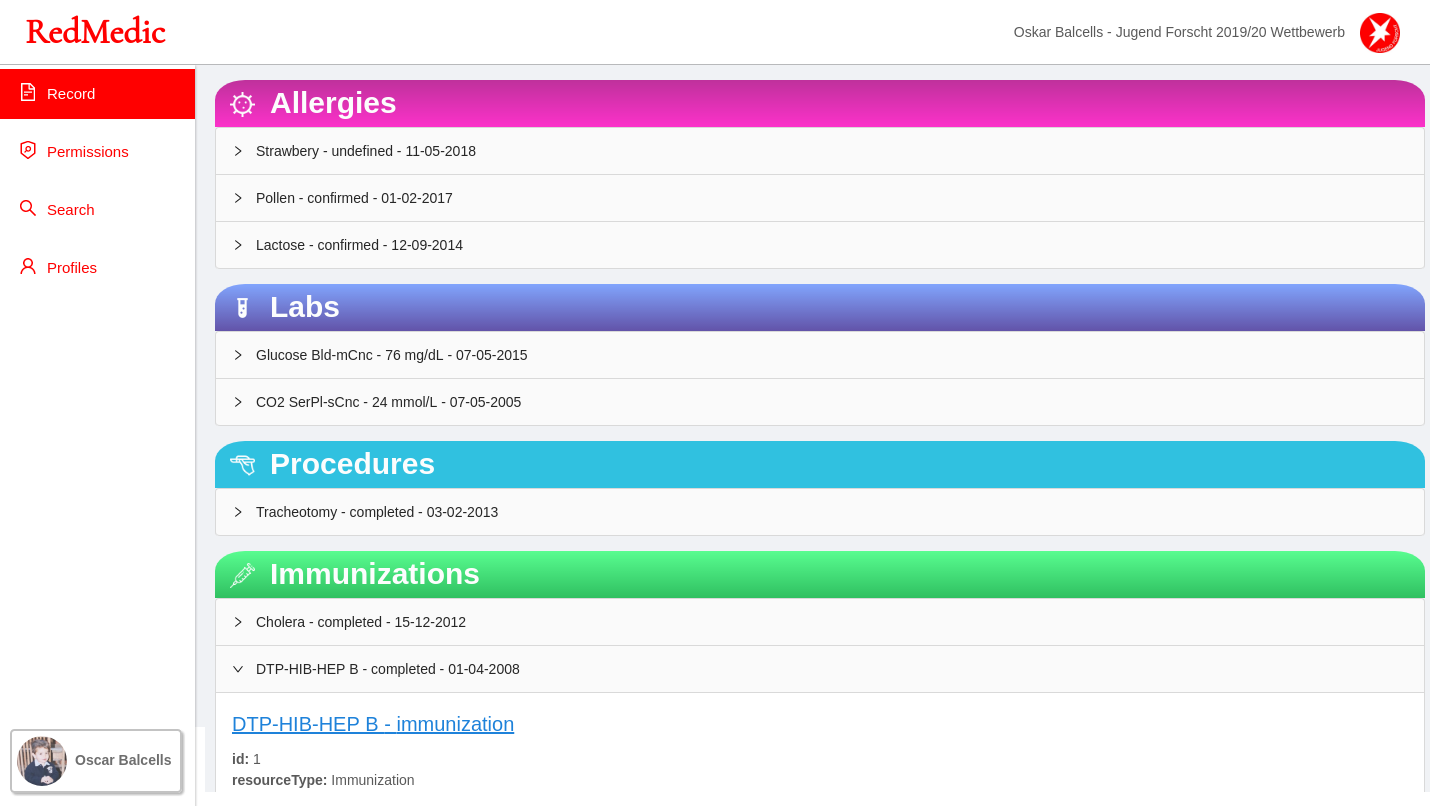 RedMedic
Oskar Balcells - Jugend Forscht 2019/20 Wettbewerb
Record
Permissions
Search
Profiles
Oscar Balcells
Allergies
Strawbery - undefined - 11-05-2018
Pollen - confirmed - 01-02-2017
Lactose - confirmed - 12-09-2014
Labs
Glucose Bld-mCnc - 76 mg/dL - 07-05-2015
CO2 SerPl-sCnc - 24 mmol/L - 07-05-2005
Procedures
Tracheotomy - completed - 03-02-2013
Immunizations
Cholera - completed - 15-12-2012
DTP-HIB-HEP B - completed - 01-04-2008
DTP-HIB-HEP B - immunization
id: 1
resourceType: Immunization